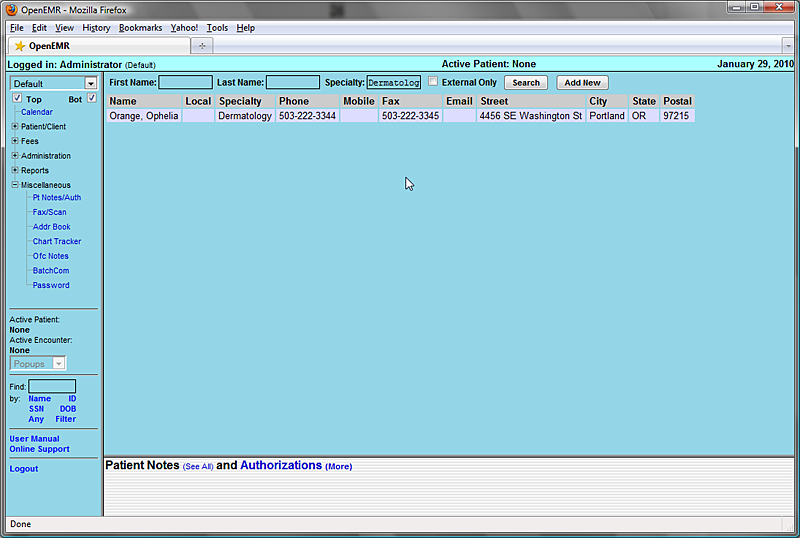 OpenEMR - Mozilla Firefox
File Edit View History Bookmarks Yahoo! Tools Help
OpenEMR
Logged in: Administrator (Default) Active Patient: None January 29, 2010
Default
Top Bot
Calendar
Patient/Client
Fees
Administration
Reports
Miscellaneous
Pt Notes/Auth
Fax/Scan
Addr Book
Chart Tracker
Ofc Notes
BatchCom
Password
Active Patient:
None
Active Encounter:
None
Popups
Find:
by: Name ID
SSN DOB
Any Filter
User Manual
Online Support
Logout
First Name: Last Name: Specialty: Dermatolog External Only Search Add New
Name Local Specialty Phone Mobile Fax Email Street City State Postal
Orange, Ophelia Dermatology 503-222-3344 503-222-3345 4456 SE Washington St Portland OR 97215
Patient Notes (See All) and Authorizations (More)
Done